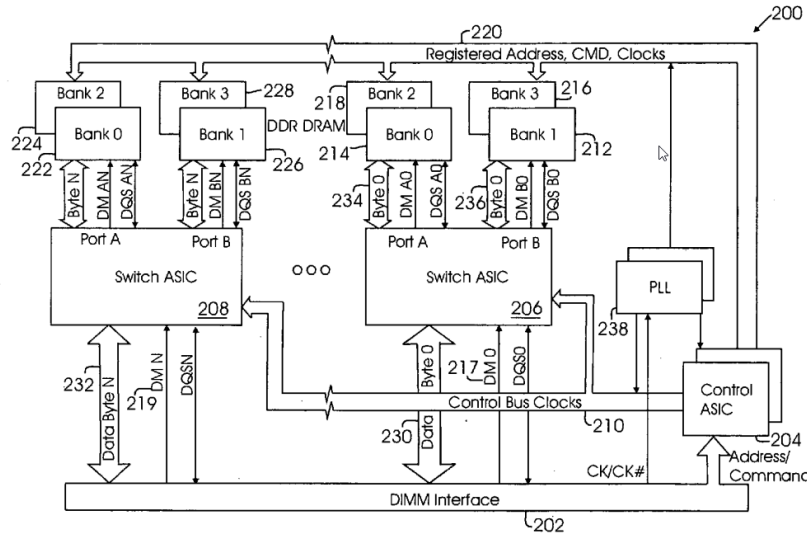 200
220
Registered Address, CMD, Clocks
Bank 2
Bank 3
228
218
Bank 2
Bank 3
216
224
Bank 0
Bank 1
DDR DRAM
Bank 0
Bank 1
212
222
226
214
Byte N
DM AN
DQS AN
Byte N
DM BN
DQS BN
234
Byte 0
DM A0
DQS A0
236
Byte 0
DM B0
DQS B0
Port A
Port B
Port A
Port B
Switch ASIC
208
Switch ASIC
206
PLL
238
232
Data Byte N
219
DM N
DQSN
230
Data Byte 0
217
DM 0
DQS0
Control Bus Clocks
210
Control ASIC
204
CK/CK#
Address/
Command
DIMM Interface
202